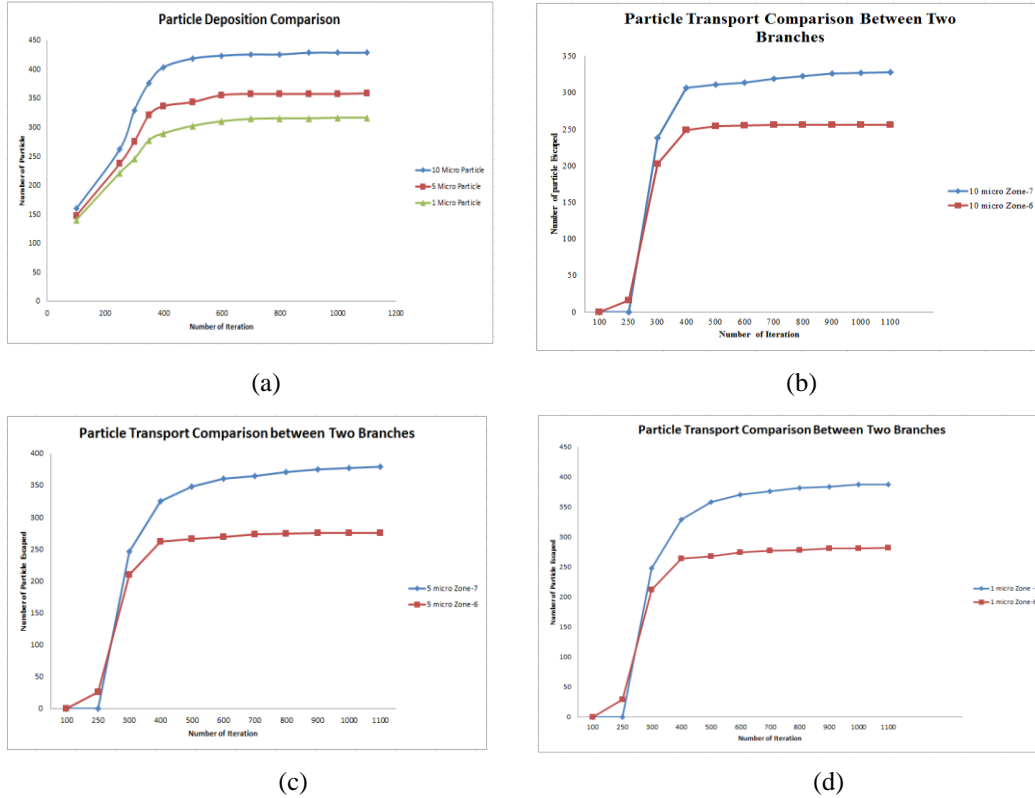 Particle Deposition Comparison
450
400
350
300
250
200
150
100
50
0
0 200 400 600 800 1000 1200
Number of Particle
Number of Iteration
10 Micro Particle
5 Micro Particle
1 Micro Particle
(a)
Particle Transport Comparison Between Two
Branches
350
300
250
200
150
100
50
0
100 250 300 400 500 600 700 800 900 1000 1100
Number of particle Escaped
Number of Iteration
10 micro Zone-7
10 micro Zone-6
(b)
Particle Transport Comparison between Two Branches
400
350
300
250
200
150
100
50
0
100 250 300 400 500 600 700 800 900 1000 1100
Number of Particle Escaped
Number of Iteration
5 micro Zone-7
5 micro Zone-6
(c)
Particle Transport Comparison Between Two Branches
450
400
350
300
250
200
150
100
50
0
100 250 300 400 500 600 700 800 900 1000 1100
Number of Particle Escaped
Number of Iteration
1 micro Zone -
1 micro Zone-6
(d)